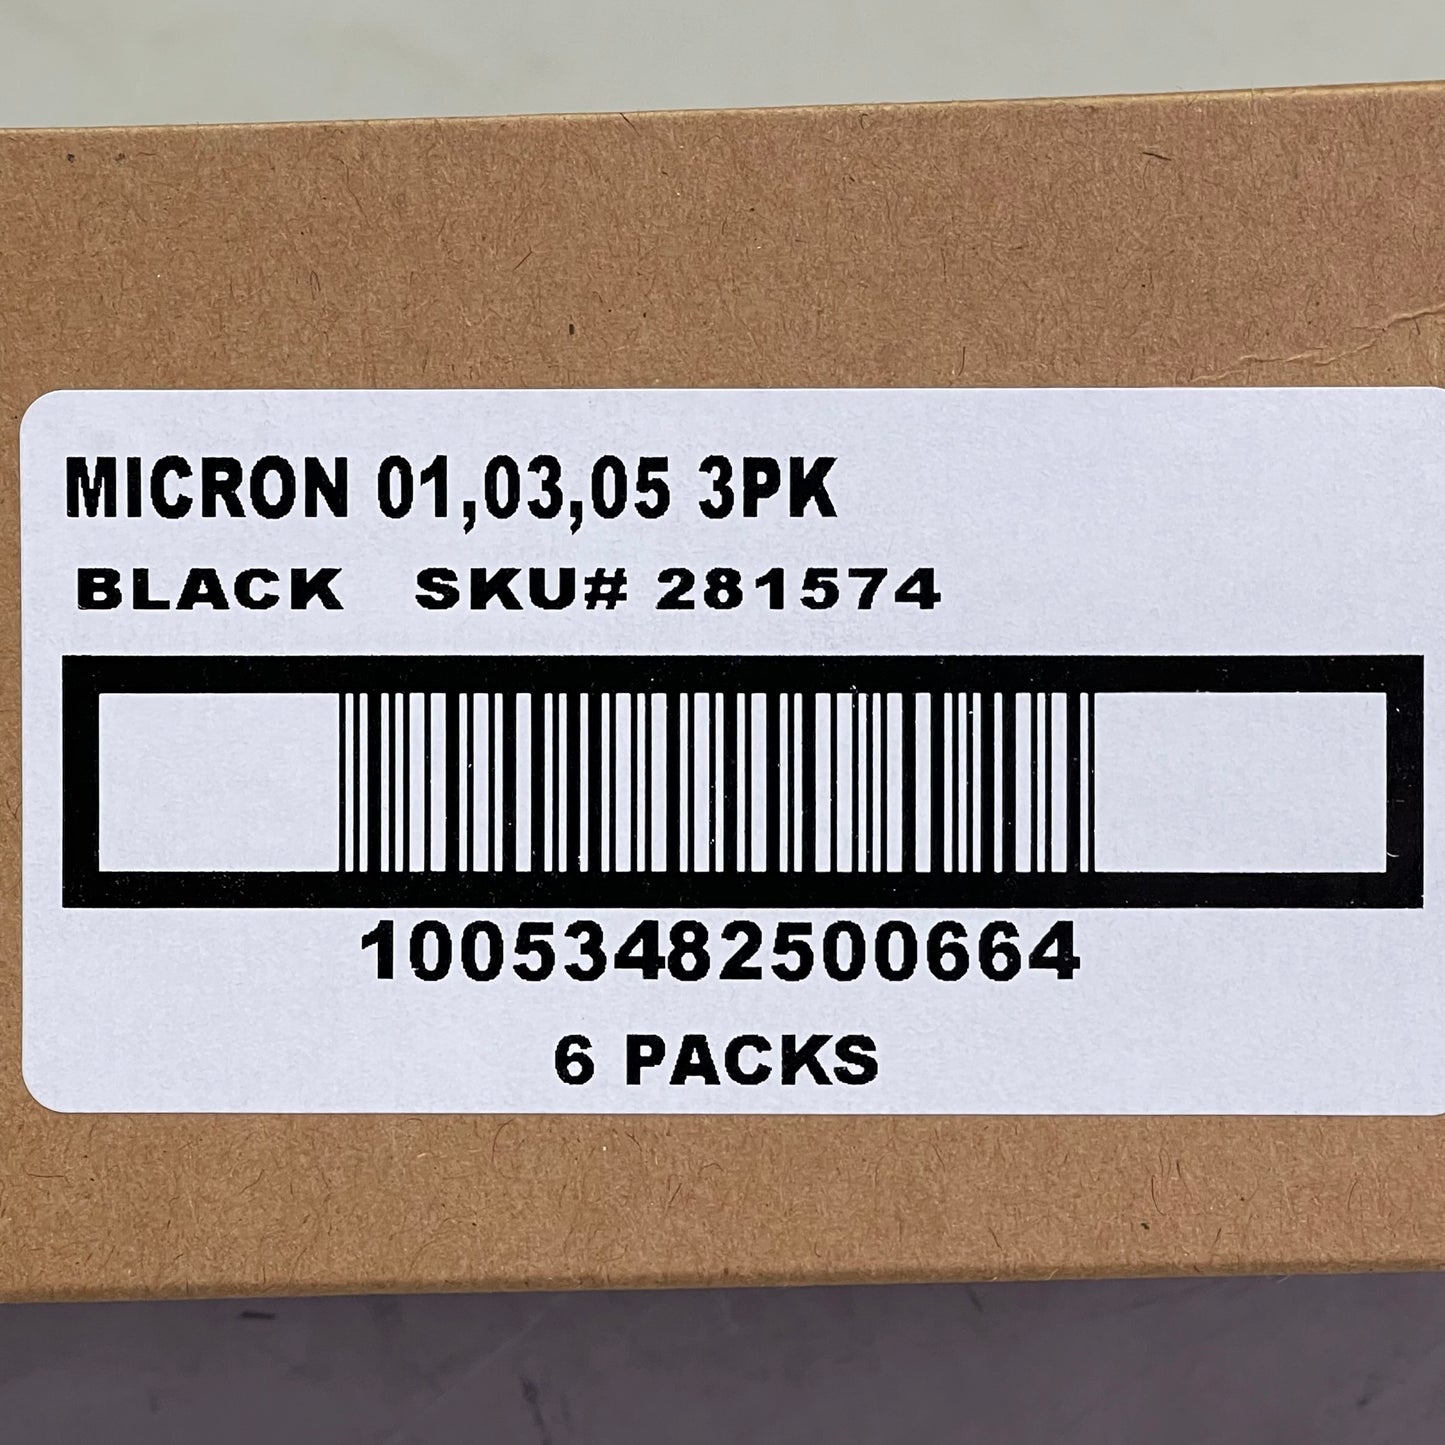 MICRON 01,03,05 3PK
BLACK SKU# 281574
10053482500664
6 PACKS